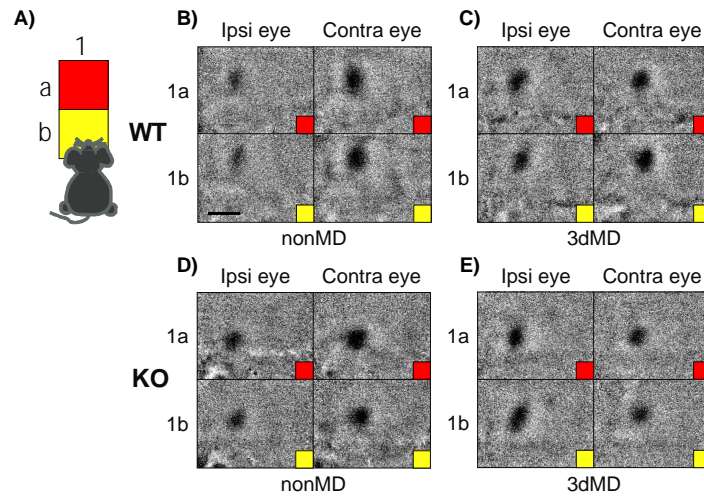 A)
1
a
b
WT
B)
Ipsi eye Contra eye
1a
1b
nonMD
C)
Ipsi eye Contra eye
1a
1b
3dMD
KO
D)
Ipsi eye Contra eye
1a
1b
nonMD
E)
Ipsi eye Contra eye
1a
1b
3dMD